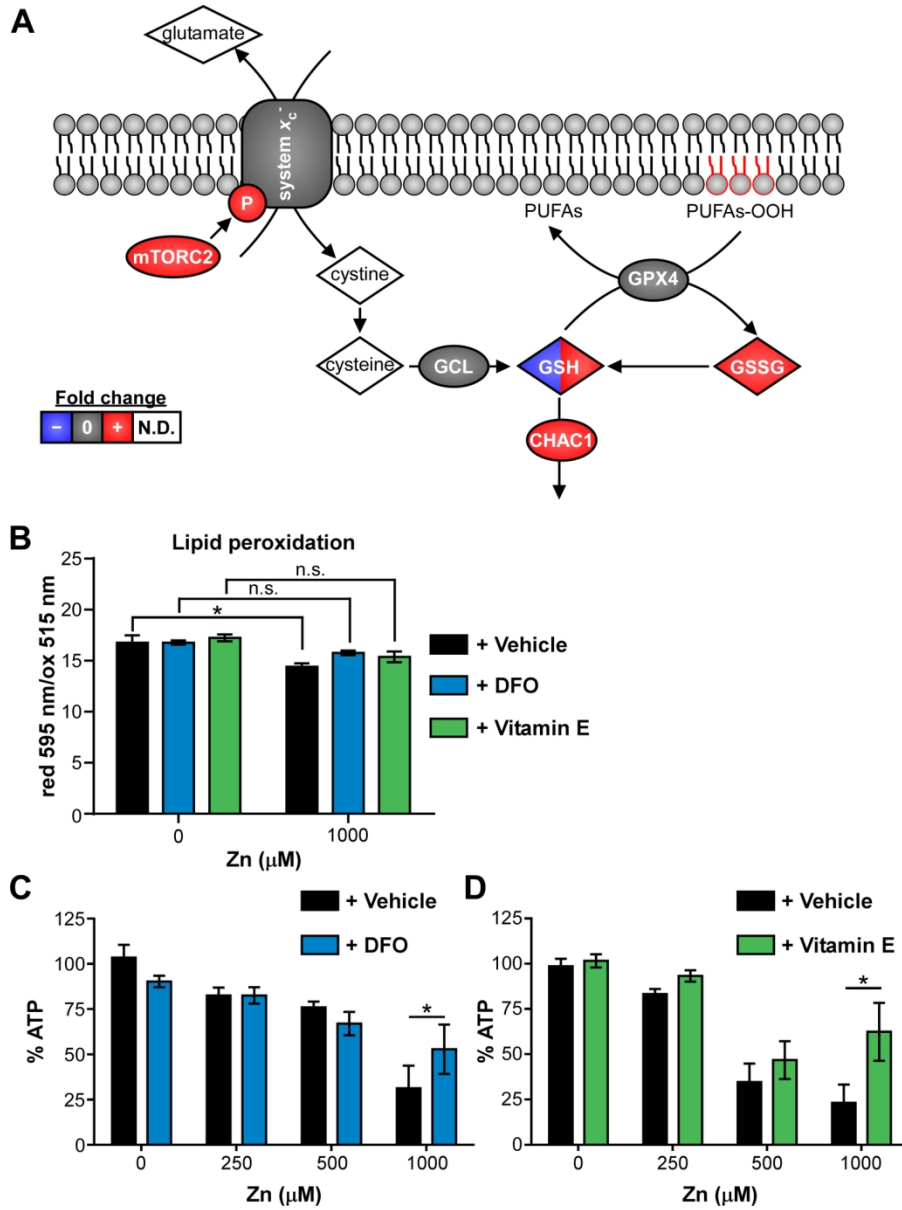 A
glutamate
system xc-
P
mTORC2
PUFAs
PUFAs-OOH
cystine
GPX4
cysteine
GCL
GSH
GSSG
Fold change
− 0 + N.D.
CHAC1
B
Lipid peroxidation
25
n.s.
n.s.
*
20
15
10
5
0
red 595 nm/ox 515 nm
+ Vehicle
+ DFO
+ Vitamin E
0 1000
Zn (μM)
C
+ Vehicle
+ DFO
125
100
75
50
25
0
% ATP
*
0 250 500 1000
Zn (μM)
D
+ Vehicle
+ Vitamin E
125
100
75
50
25
0
% ATP
*
0 250 500 1000
Zn (μM)